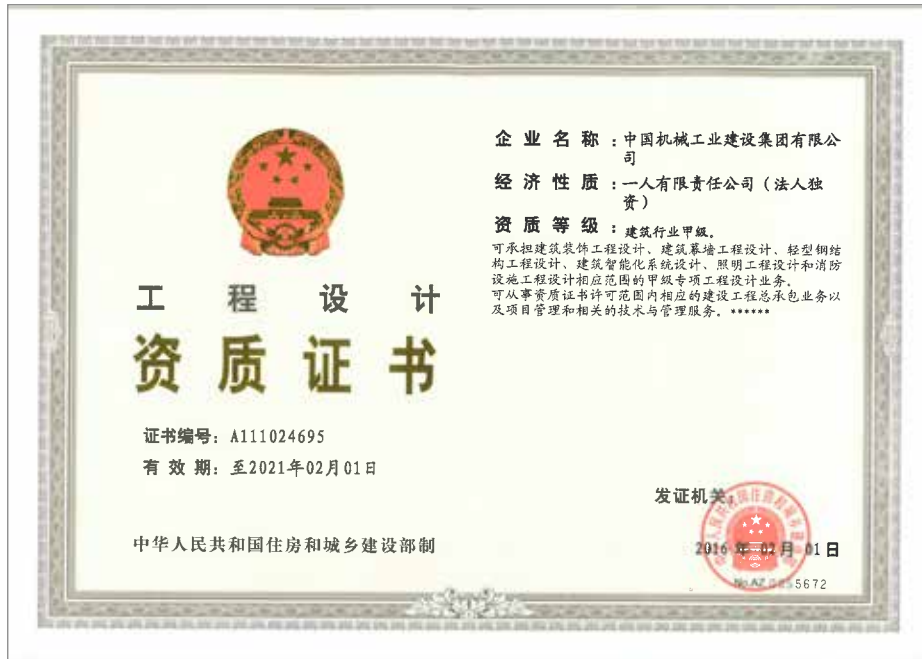 工程设计
资质证书
证书编号：A111024695
有效期：至2021年02月01日
中华人民共和国住房和城乡建设部制
企业名称：中国机械工业建设集团有限公
司
经济性质：一人有限责任公司（法人独
资）
资质等级：建筑行业甲级。
可承担建筑装饰工程设计、建筑幕墙工程设计、轻型钢结
构工程设计、建筑智能化系统设计、照明工程设计和消防
设施工程设计相应范围的甲级专项工程设计业务。
可从事资质证书许可范围内相应的建设工程总承包业务以
及项目管理和相关的技术与管理服务。******
发证机关：
2016年02月01日
No.AZ 5672